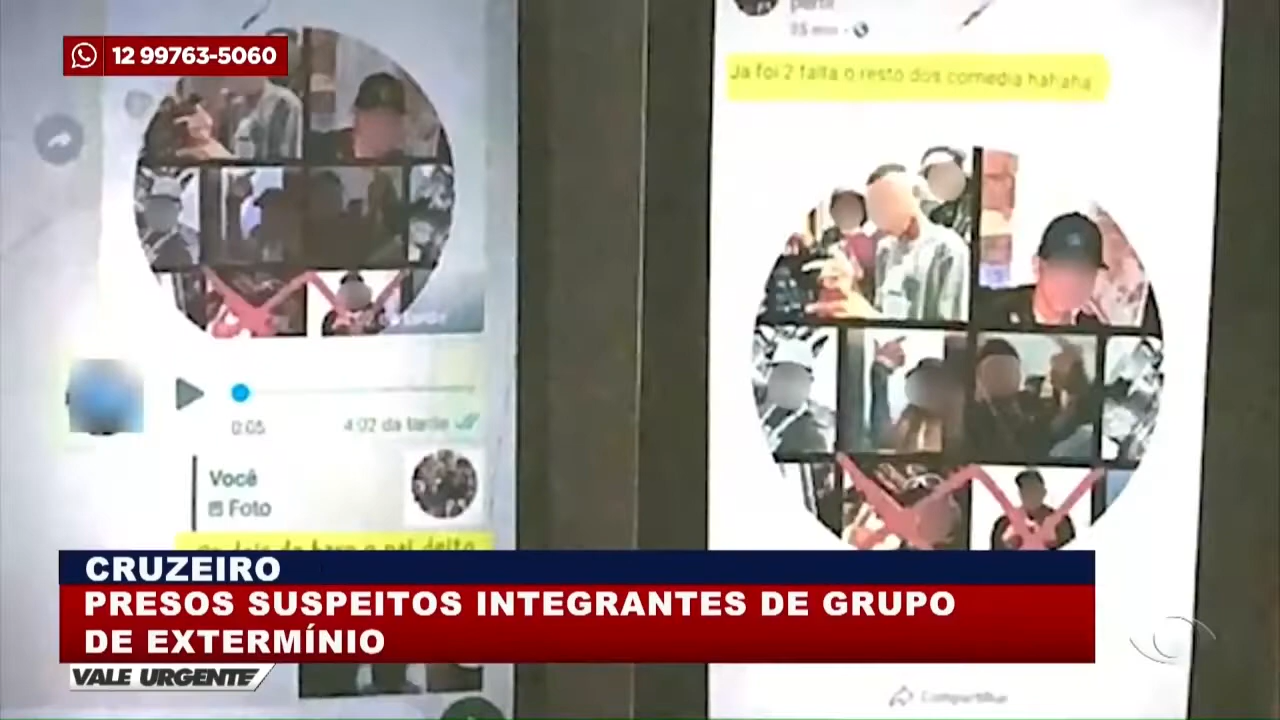 12 99763-5060
perfil
Ja foi 2 falta o resto dos comedia hahaha
0:05
4:02 da tarde
Você
Foto
CRUZEIRO
PRESOS SUSPEITOS INTEGRANTES DE GRUPO
DE EXTERMÍNIO
VALE URGENTE
Compartilhar